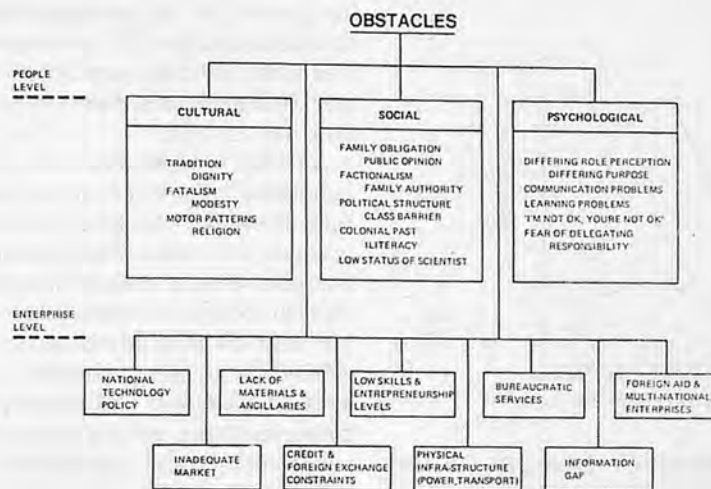 OBSTACLES
PEOPLE
LEVEL
CULTURAL
TRADITION
DIGNITY
FATALISM
MODESTY
MOTOR PATTERNS
RELIGION
SOCIAL
FAMILY OBLIGATION
PUBLIC OPINION
FACTIONALISM
FAMILY AUTHORITY
POLITICAL STRUCTURE
CLASS BARRIER
COLONIAL PAST
ILITERACY
LOW STATUS OF SCIENTIST
PSYCHOLOGICAL
DIFFERING ROLE PERCEPTION
DIFFERING PURPOSE
COMMUNICATION PROBLEMS
LEARNING PROBLEMS
'I'M NOT OK, YOURE NOT OK'
FEAR OF DELEGATING
RESPONSIBILITY
ENTERPRISE
LEVEL
NATIONAL
TECHNOLOGY
POLICY
LACK OF
MATERIALS &
ANCILLARIES
LOW SKILLS &
ENTREPRENEURSHIP
LEVELS
BUREAUCRATIC
SERVICES
FOREIGN AID &
MULTI-NATIONAL
ENTERPRISES
INADEQUATE
MARKET
CREDIT &
FOREIGN EXCHANGE
CONSTRAINTS
PHYSICAL
INFRA-STRUCTURE
(POWER, TRANSPORT)
INFORMATION
GAP